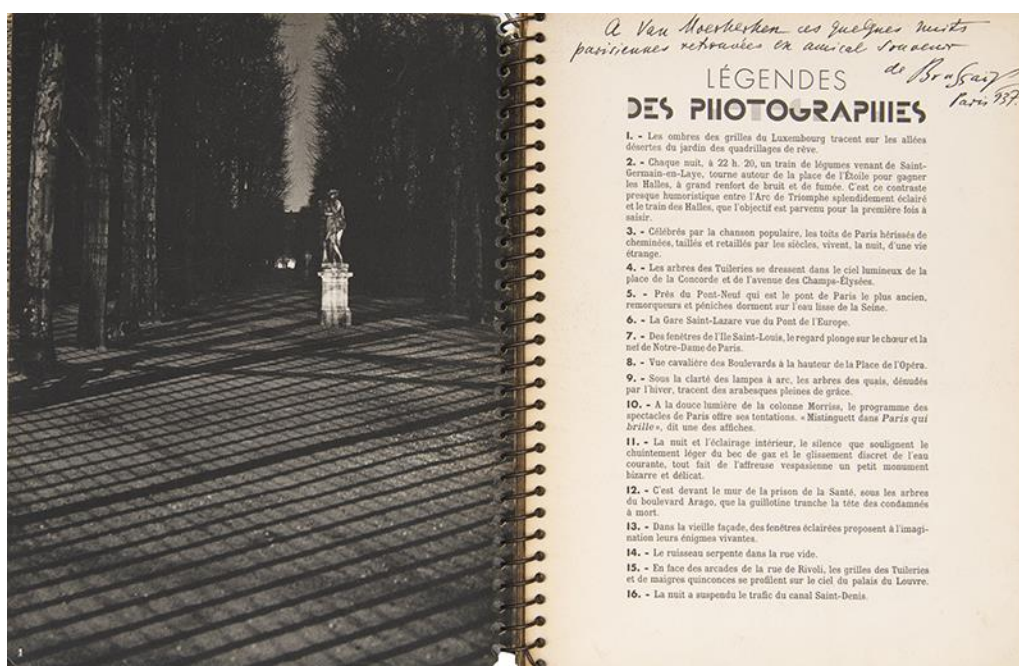 1
A Van Moerkerken ces quelques nuits
parisiennes retrouvées en amical souvenir
de Brassaï
Paris 937.
LÉGENDES
DES PHOTOGRAPHIES
1. - Les ombres des grilles du Luxembourg tracent sur les allées
désertes du jardin des quadrillages de rêve.
2. - Chaque nuit, à 22 h. 20, un train de légumes venant de Saint-
Germain-en-Laye, tourne autour de la place de l'Étoile pour gagner
les Halles, à grand renfort de bruit et de fumée. C'est ce contraste
presque humoristique entre l'Arc de Triomphe splendidement éclairé
et le train des Halles, que l'objectif est parvenu pour la première fois à
saisir.
3. - Célébrés par la chanson populaire, les toits de Paris hérissés de
cheminées, taillés et retaillés par les siècles, vivent, la nuit, d'une vie
étrange.
4. - Les arbres des Tuileries se dressent dans le ciel lumineux de la
place de la Concorde et de l'avenue des Champs-Élysées.
5. - Près du Pont-Neuf qui est le pont de Paris le plus ancien,
remorqueurs et péniches dorment sur l'eau lisse de la Seine.
6. - La Gare Saint-Lazare vue du Pont de l'Europe.
7. - Des fenêtres de l'Ile Saint-Louis, le regard plonge sur le chœur et la
nef de Notre-Dame de Paris.
8. - Vue cavalière des Boulevards à la hauteur de la Place de l'Opéra.
9. - Sous la clarté des lampes à arc, les arbres des quais, dénudés
par l'hiver, tracent des arabesques pleines de grâce.
10. - A la douce lumière de la colonne Morriss, le programme des
spectacles de Paris offre ses tentations. «Mistinguett dans Paris qui
brille», dit une des affiches.
11. - La nuit et l'éclairage intérieur, le silence que soulignent le
chuintement léger du bec de gaz et le glissement discret de l'eau
courante, tout fait de l'affreuse vespasienne un petit monument
bizarre et délicat.
12. - C'est devant le mur de la prison de la Santé, sous les arbres
du boulevard Arago, que la guillotine tranche la tête des condamnés
à mort.
13. - Dans la vieille façade, des fenêtres éclairées proposent à l'imagi-
nation leurs énigmes vivantes.
14. - Le ruisseau serpente dans la rue vide.
15. - En face des arcades de la rue de Rivoli, les grilles des Tuileries
et de maigres quinconces se profilent sur le ciel du palais du Louvre.
16. - La nuit a suspendu le trafic du canal Saint-Denis.